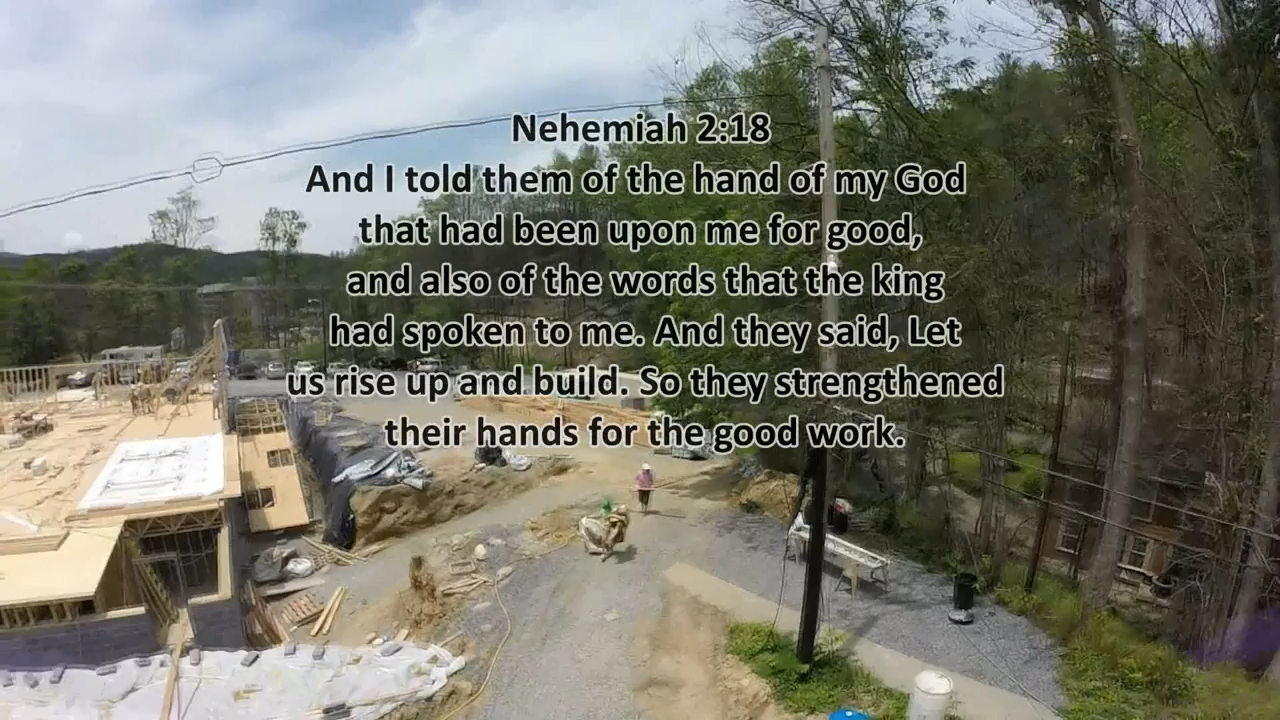 Nehemiah 2:18
And I told them of the hand of my God
that had been upon me for good,
and also of the words that the king
had spoken to me. And they said, Let
us rise up and build. So they strengthened
their hands for the good work.